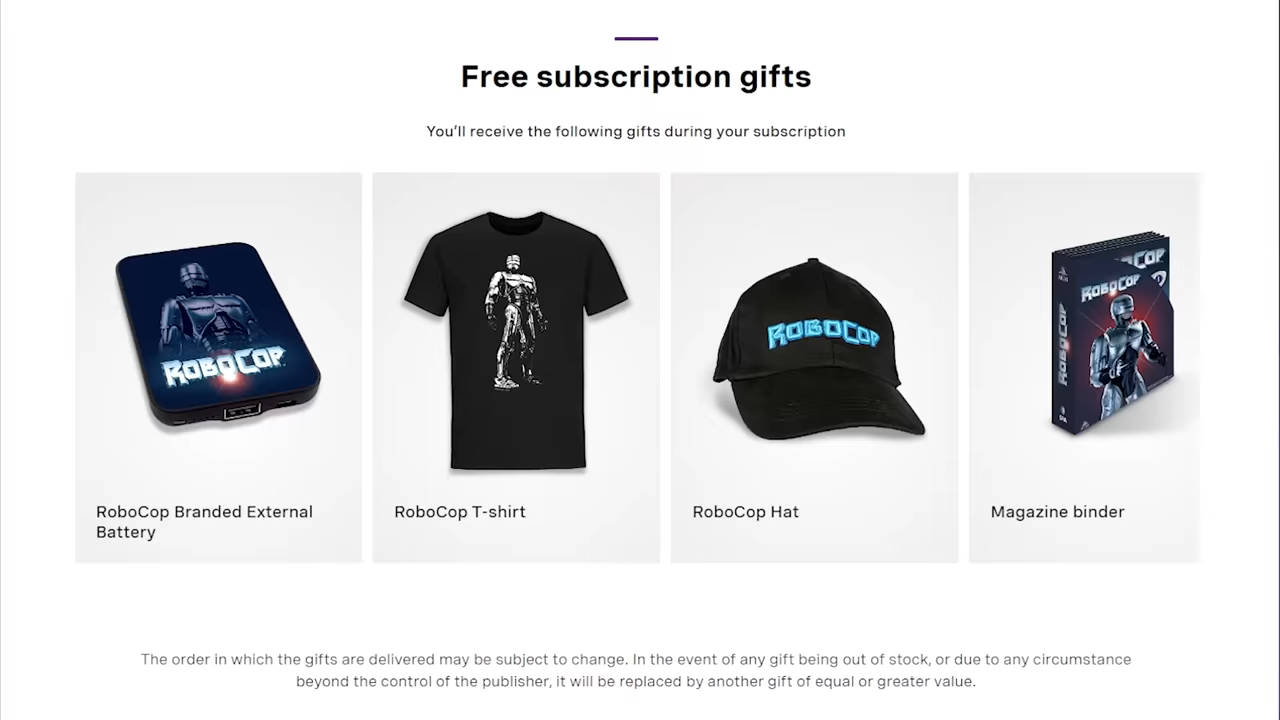 Free subscription gifts
You'll receive the following gifts during your subscription
ROBOCOP
ROBOCOP
ROBOCOP
ROBOCOP
RoboCop Branded External
Battery
RoboCop T-shirt
RoboCop Hat
Magazine binder
The order in which the gifts are delivered may be subject to change. In the event of any gift being out of stock, or due to any circumstance
beyond the control of the publisher, it will be replaced by another gift of equal or greater value.